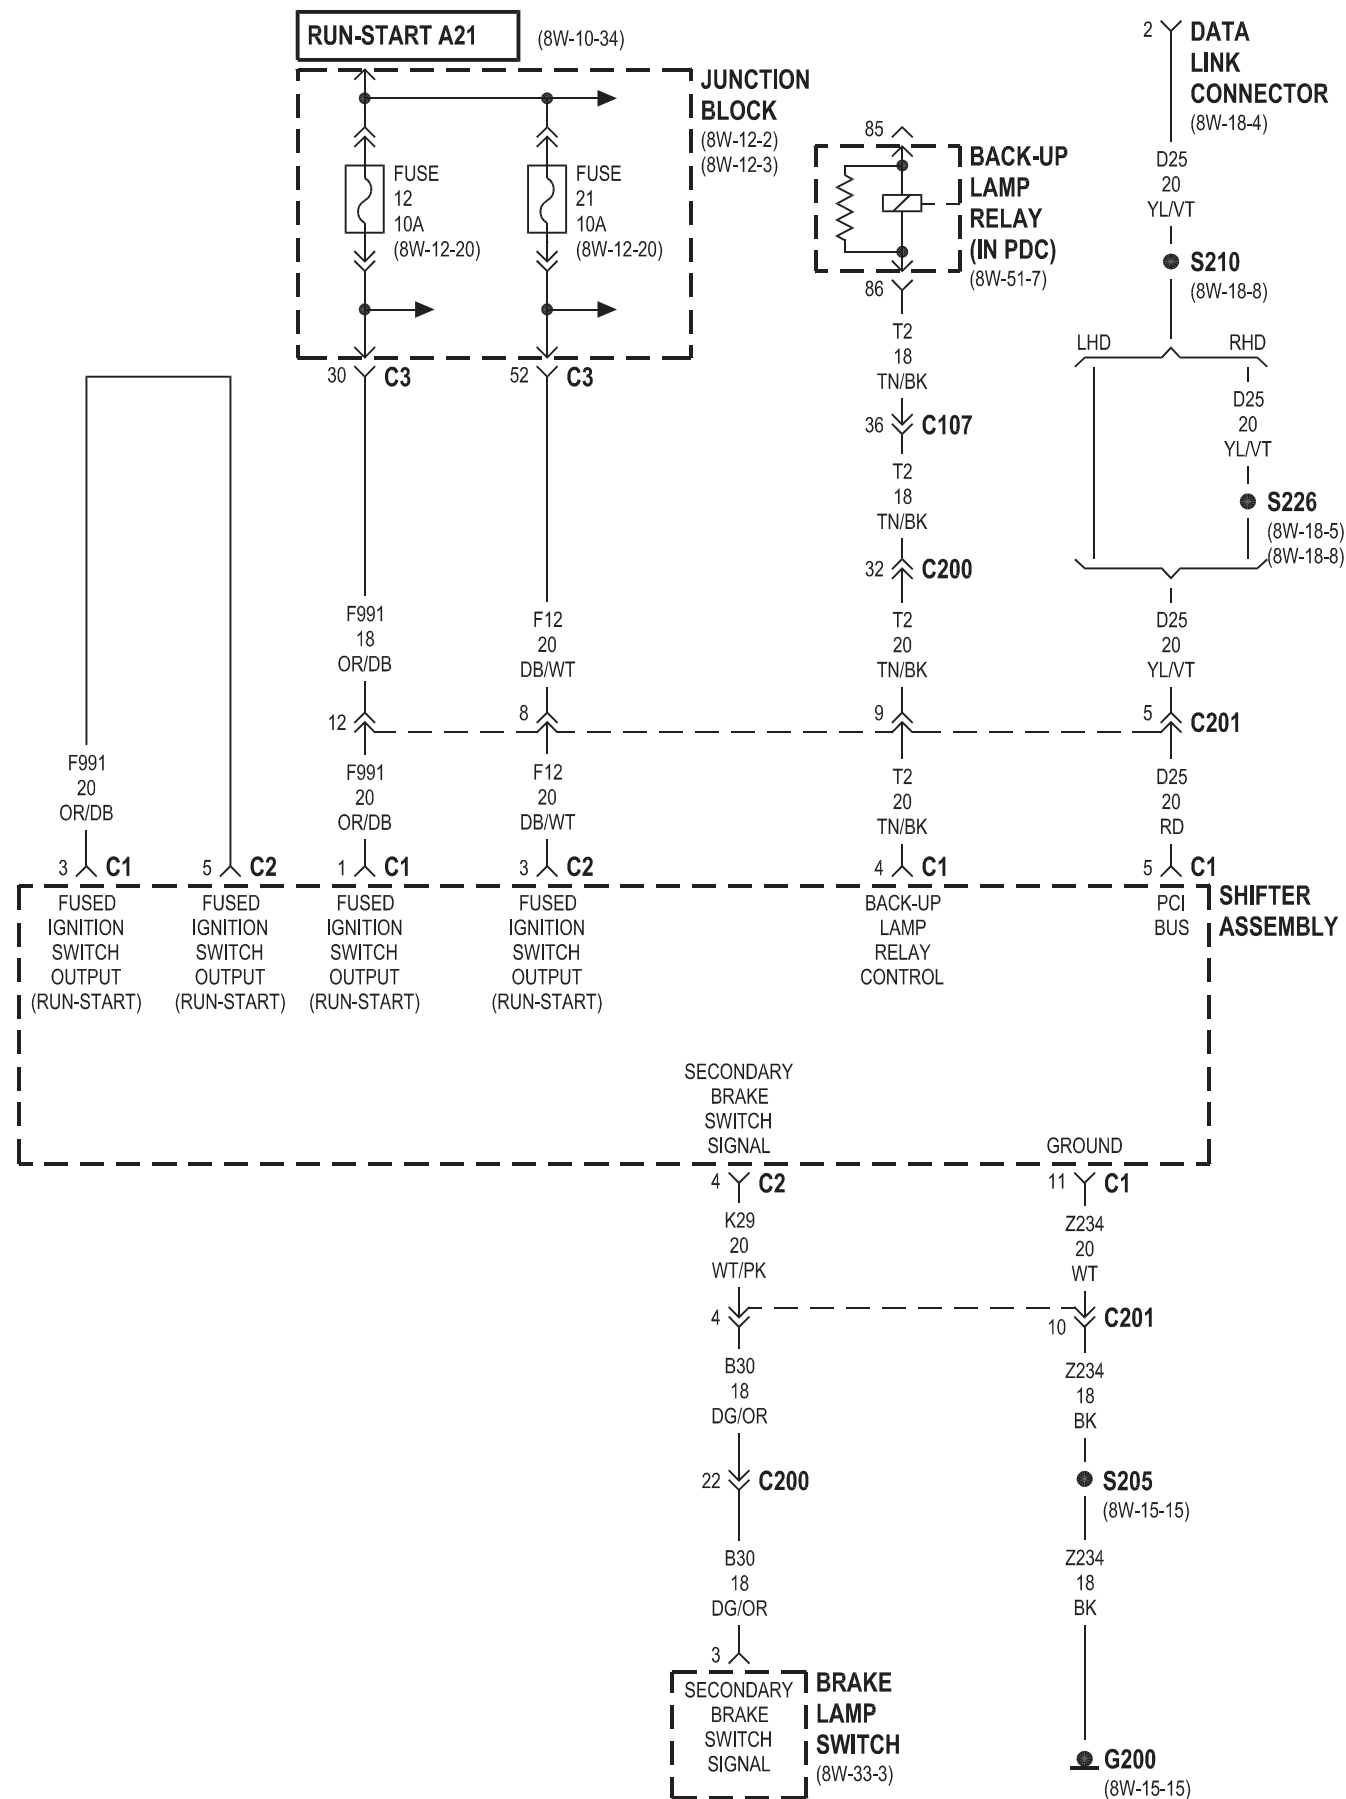 RUN-START A21
(8W-10-34)
2
DATA
LINK
CONNECTOR
(8W-18-4)
JUNCTION
BLOCK
(8W-12-2)
(8W-12-3)
FUSE
12
10A
(8W-12-20)
FUSE
21
10A
(8W-12-20)
85
BACK-UP
LAMP
RELAY
(IN PDC)
(8W-51-7)
86
D25
20
YL/VT
S210
(8W-18-8)
T2
18
TN/BK
LHD
RHD
30
C3
52
C3
D25
20
YL/VT
36
C107
T2
18
TN/BK
S226
(8W-18-5)
(8W-18-8)
32
C200
F991
18
OR/DB
F12
20
DB/WT
T2
20
TN/BK
D25
20
YL/VT
12
8
9
5
C201
F991
20
OR/DB
F991
20
OR/DB
F12
20
DB/WT
T2
20
TN/BK
D25
20
RD
3
C1
5
C2
1
C1
3
C2
4
C1
5
C1
SHIFTER
ASSEMBLY
FUSED
IGNITION
SWITCH
OUTPUT
(RUN-START)
FUSED
IGNITION
SWITCH
OUTPUT
(RUN-START)
FUSED
IGNITION
SWITCH
OUTPUT
(RUN-START)
FUSED
IGNITION
SWITCH
OUTPUT
(RUN-START)
BACK-UP
LAMP
RELAY
CONTROL
PCI
BUS
SECONDARY
BRAKE
SWITCH
SIGNAL
GROUND
4
C2
11
C1
K29
20
WT/PK
Z234
20
WT
4
10
C201
B30
18
DG/OR
Z234
18
BK
22
C200
S205
(8W-15-15)
B30
18
DG/OR
Z234
18
BK
3
SECONDARY
BRAKE
SWITCH
SIGNAL
BRAKE
LAMP
SWITCH
(8W-33-3)
G200
(8W-15-15)